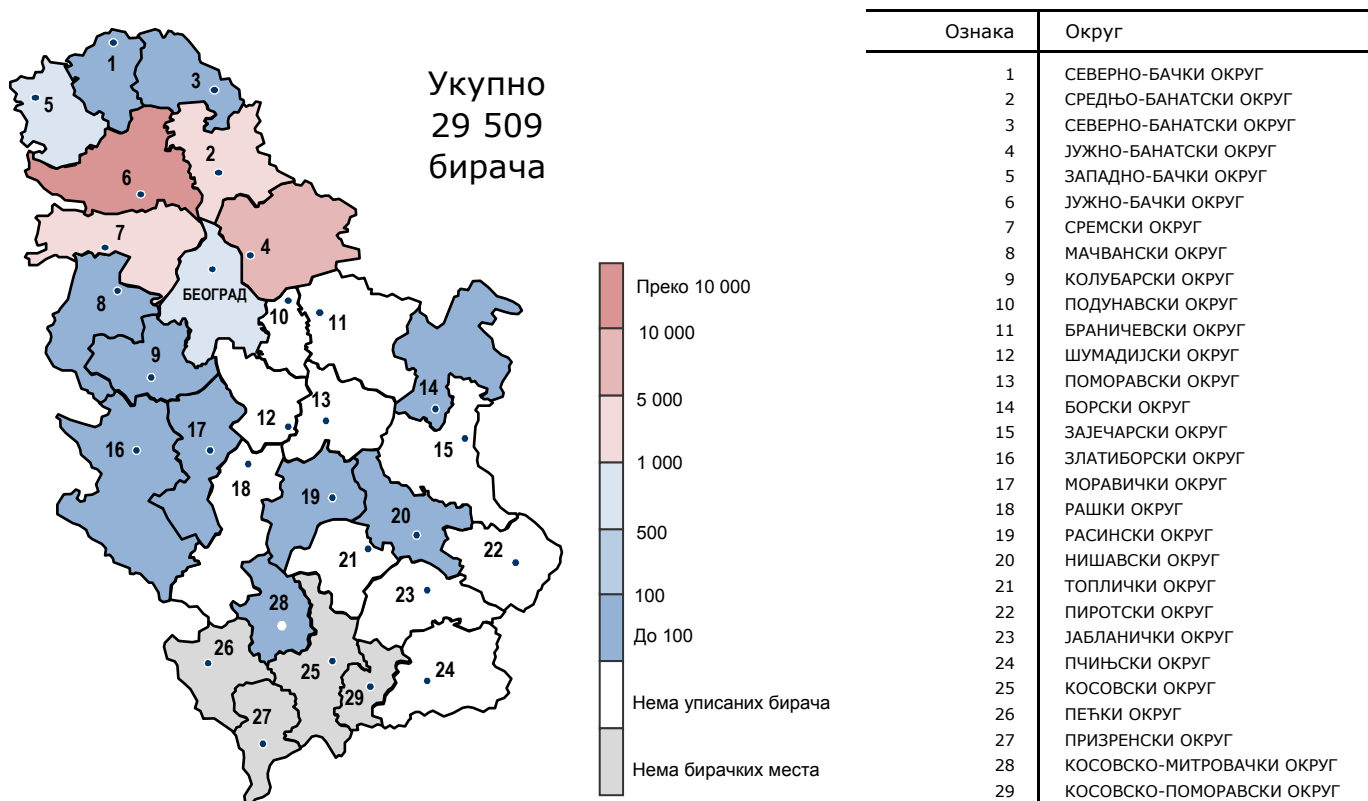 Укупно
29 509
бирача
1
3
5
2
6
7
4
8
БЕОГРАД
10
11
9
14
12
13
15
16
17
18
19
20
21
22
23
28
26
25
24
29
27
Преко 10 000
10 000
5 000
1 000
500
100
До 100
Нема уписаних бирача
Нема бирачких места
Ознака Округ
1 СЕВЕРНО-БАЧКИ ОКРУГ
2 СРЕДЊО-БАНАТСКИ ОКРУГ
3 СЕВЕРНО-БАНАТСКИ ОКРУГ
4 ЈУЖНО-БАНАТСКИ ОКРУГ
5 ЗАПАДНО-БАЧКИ ОКРУГ
6 ЈУЖНО-БАЧКИ ОКРУГ
7 СРЕМСКИ ОКРУГ
8 МАЧВАНСКИ ОКРУГ
9 КОЛУБАРСКИ ОКРУГ
10 ПОДУНАВСКИ ОКРУГ
11 БРАНИЧЕВСКИ ОКРУГ
12 ШУМАДИЈСКИ ОКРУГ
13 ПОМОРАВСКИ ОКРУГ
14 БОРСКИ ОКРУГ
15 ЗАЈЕЧАРСКИ ОКРУГ
16 ЗЛАТИБОРСКИ ОКРУГ
17 МОРАВИЧКИ ОКРУГ
18 РАШКИ ОКРУГ
19 РАСИНСКИ ОКРУГ
20 НИШАВСКИ ОКРУГ
21 ТОПЛИЧКИ ОКРУГ
22 ПИРОТСКИ ОКРУГ
23 ЈАБЛАНИЧКИ ОКРУГ
24 ПЧИЊСКИ ОКРУГ
25 КОСОВСКИ ОКРУГ
26 ПЕЋКИ ОКРУГ
27 ПРИЗРЕНСКИ ОКРУГ
28 КОСОВСКО-МИТРОВАЧКИ ОКРУГ
29 КОСОВСКО-ПОМОРАВСКИ ОКРУГ